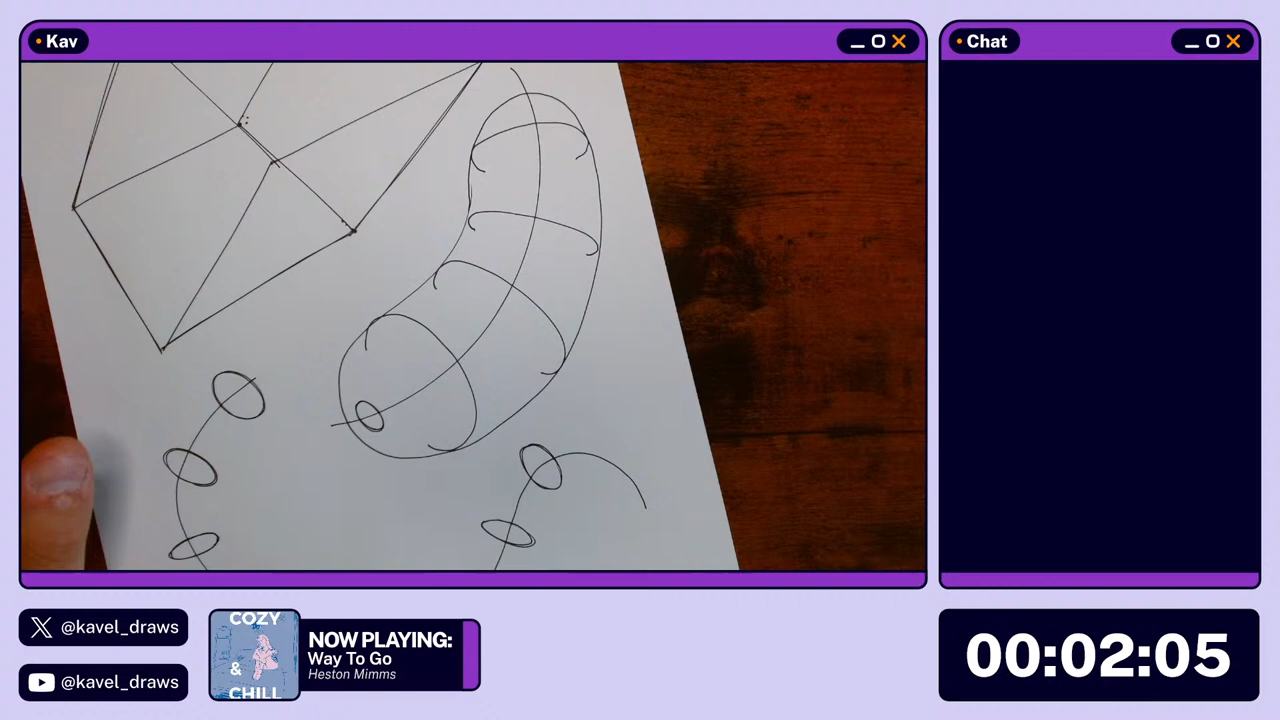 Kav
Chat
@kavel_draws
@kavel_draws
COZY
&
CHILL
NOW PLAYING:
Way To Go
Heston Mimms
00:02:05